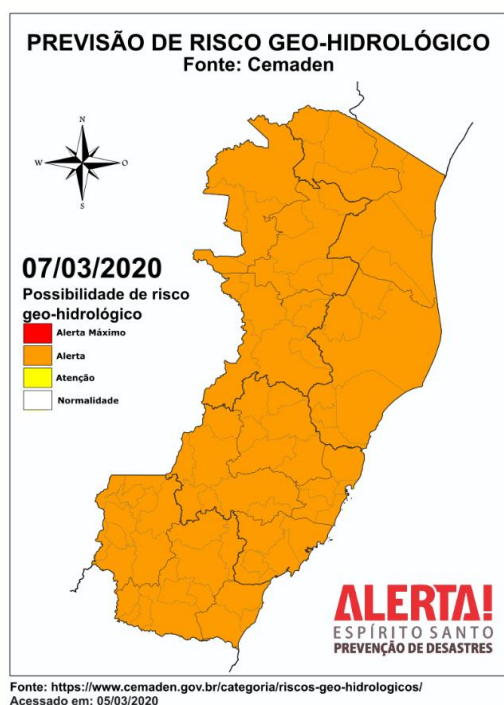 PREVISÃO DE RISCO GEO-HIDROLÓGICO
Fonte: Cemaden
N
W
O
S
07/03/2020
Possibilidade de risco
geo-hidrológico
Alerta Máximo
Alerta
Atenção
Normalidade
ALERTA!
ESPÍRITO SANTO
PREVENÇÃO DE DESASTRES
Fonte: https://www.cemaden.gov.br/categoria/riscos-geo-hidrologicos/
Acessado em: 05/03/2020